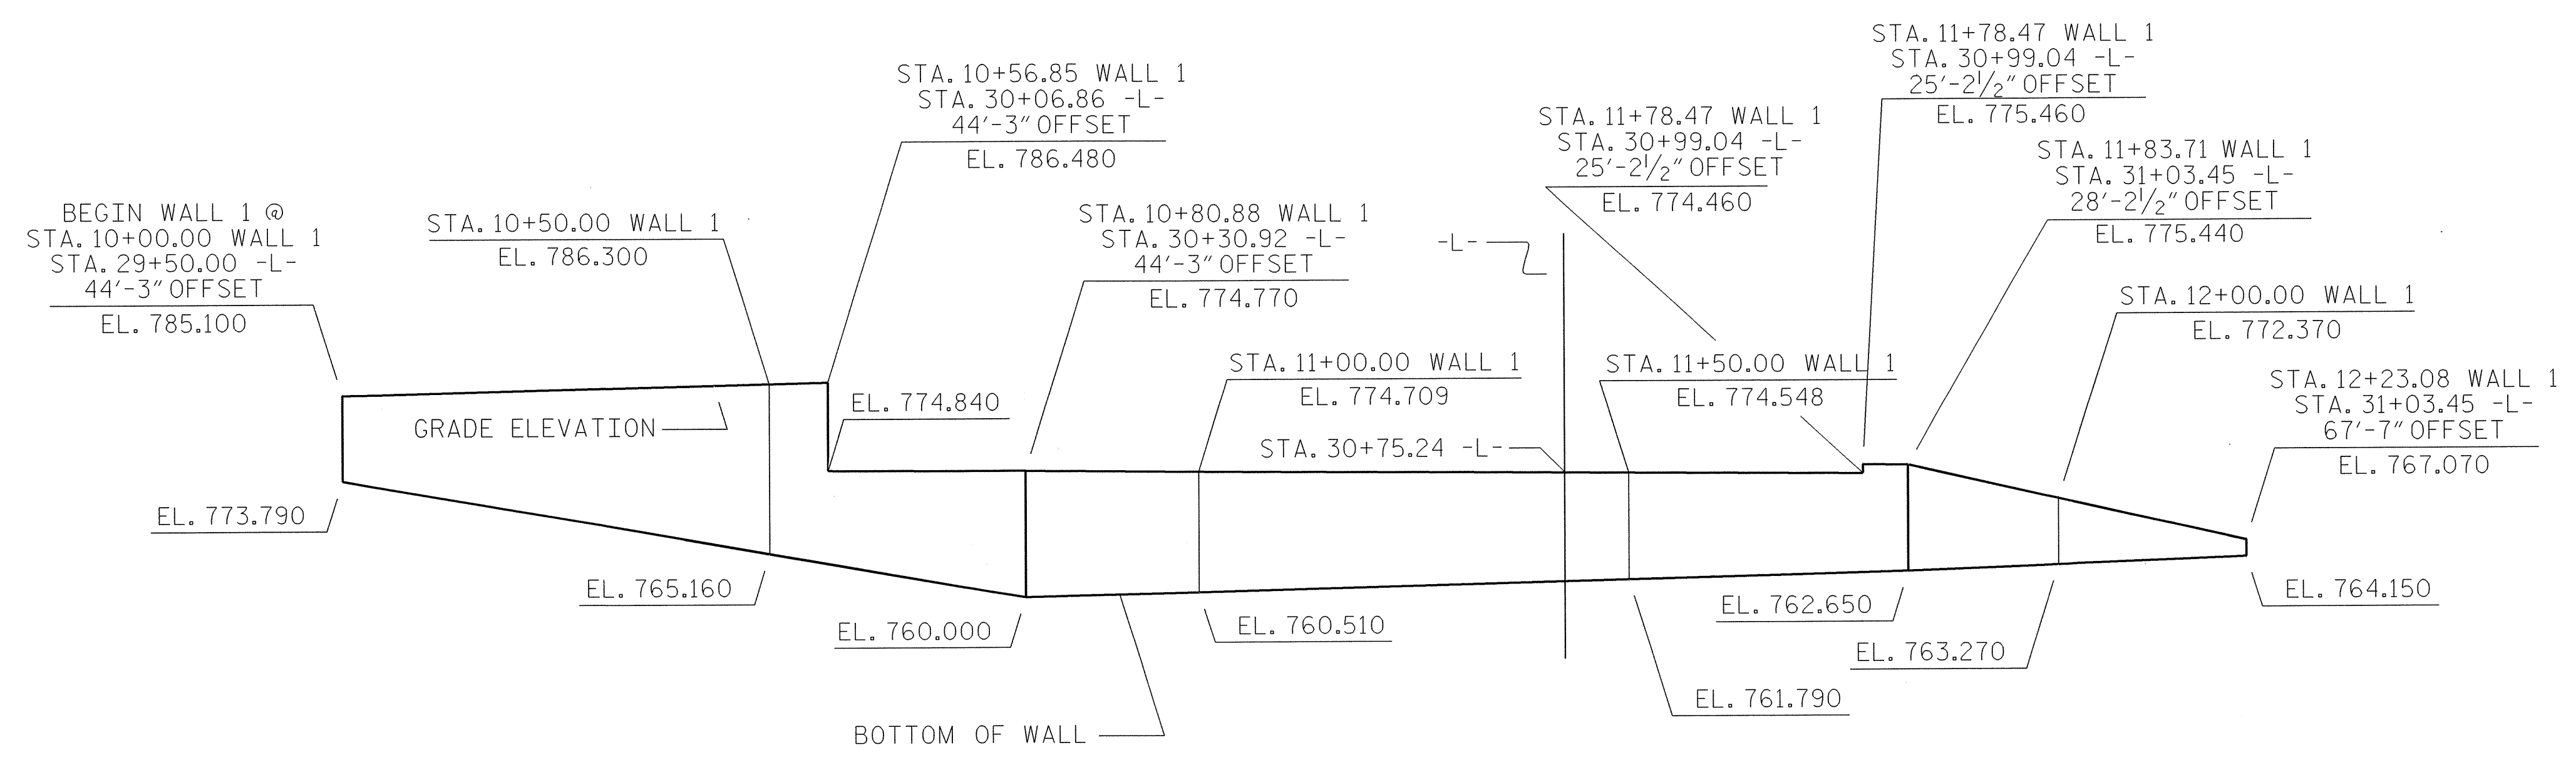 STA. 11+78.47 WALL 1
STA. 30+99.04 -L-
25'-2½" OFFSET
EL. 775.460
STA. 10+56.85 WALL 1
STA. 30+06.86 -L-
44'-3" OFFSET
EL. 786.480
STA. 11+78.47 WALL 1
STA. 30+99.04 -L-
25'-2½" OFFSET
EL. 774.460
STA. 11+83.71 WALL 1
STA. 31+03.45 -L-
28'-2½" OFFSET
EL. 775.440
BEGIN WALL 1 @
STA. 10+00.00 WALL 1
STA. 29+50.00 -L-
44'-3" OFFSET
EL. 785.100
STA. 10+50.00 WALL 1
EL. 786.300
STA. 10+80.88 WALL 1
STA. 30+30.92 -L-
44'-3" OFFSET
EL. 774.770
-L-
STA. 12+00.00 WALL 1
EL. 772.370
STA. 11+00.00 WALL 1
EL. 774.709
STA. 11+50.00 WALL 1
EL. 774.548
STA. 12+23.08 WALL 1
STA. 31+03.45 -L-
67'-7" OFFSET
EL. 767.070
GRADE ELEVATION
EL. 774.840
STA. 30+75.24 -L-
EL. 773.790
EL. 765.160
EL. 760.000
EL. 760.510
EL. 762.650
EL. 764.150
EL. 763.270
EL. 761.790
BOTTOM OF WALL